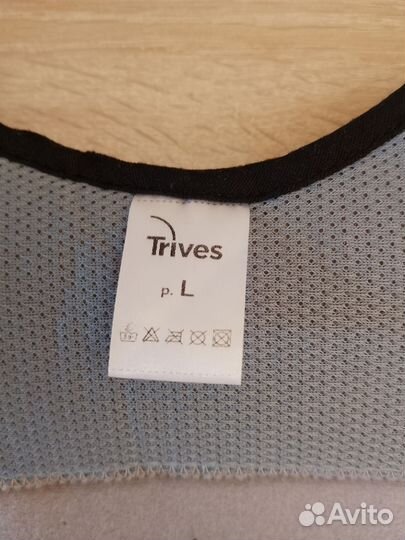 Trives
р. L
Avito